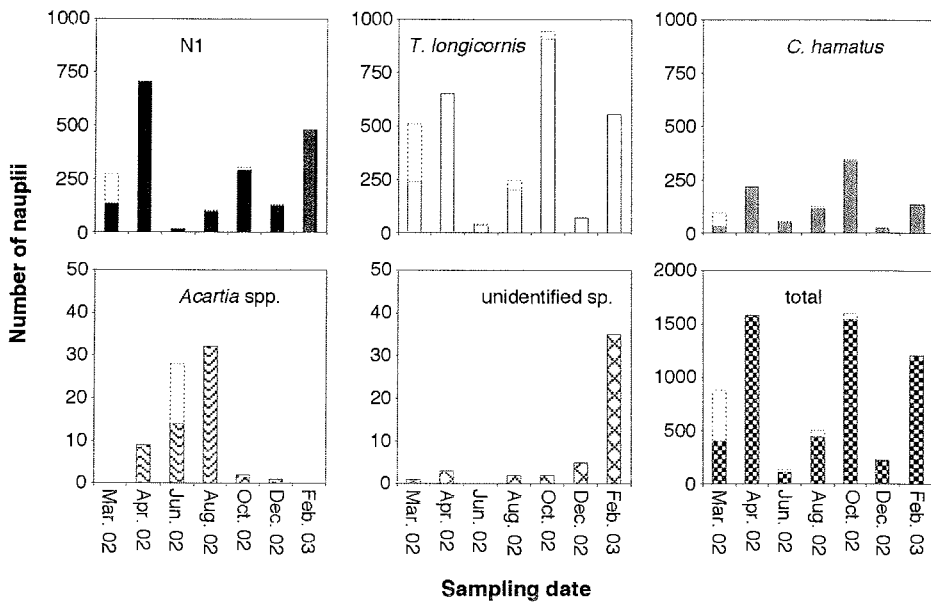 Number of nauplii
1000
750
500
250
0
N1
1000
750
500
250
0
T. longicornis
1000
750
500
250
0
C. hamatus
50
40
30
20
10
0
Acartia spp.
50
40
30
20
10
0
unidentified sp.
2000
1500
1000
500
0
total
Mar. 02
Apr. 02
Jun. 02
Aug. 02
Oct. 02
Dec. 02
Feb. 03
Mar. 02
Apr. 02
Jun. 02
Aug. 02
Oct. 02
Dec. 02
Feb. 03
Mar. 02
Apr. 02
Jun. 02
Aug. 02
Oct. 02
Dec. 02
Feb. 03
Sampling date